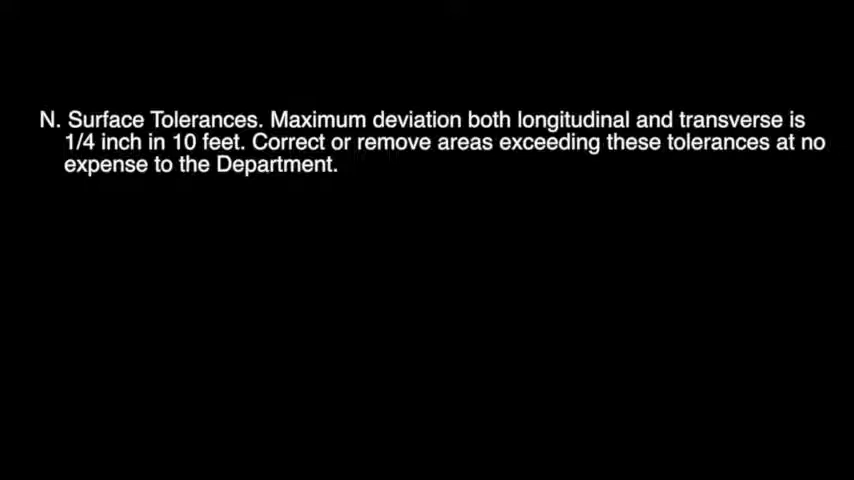 N. Surface Tolerances. Maximum deviation both longitudinal and transverse is
1/4 inch in 10 feet. Correct or remove areas exceeding these tolerances at no
expense to the Department.